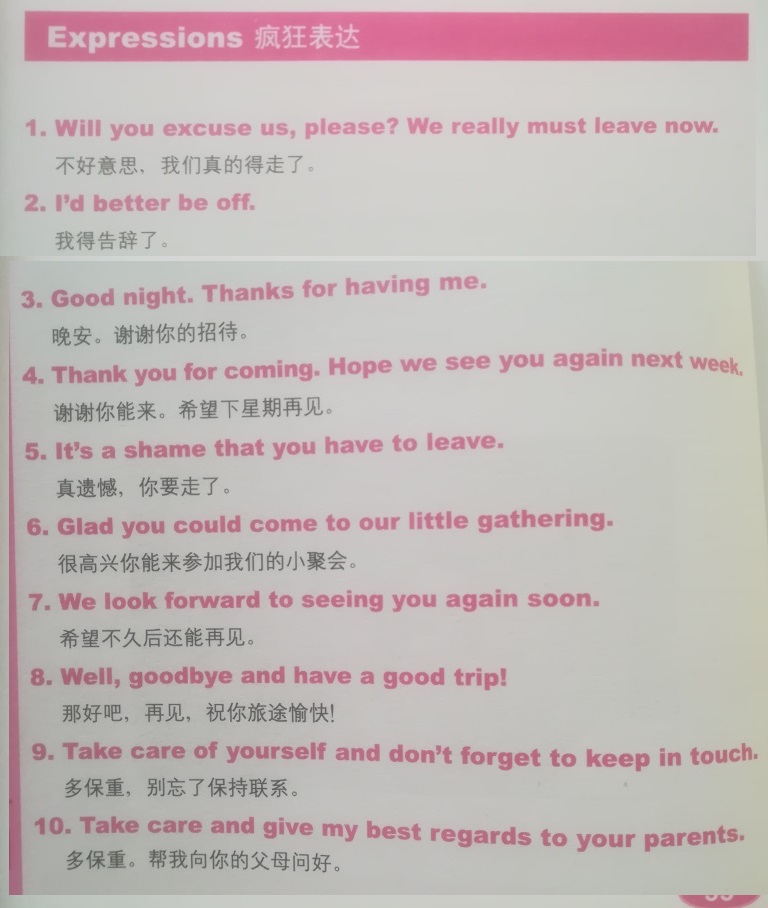 Expressions 疯狂表达
1. Will you excuse us, please? We really must leave now.
不好意思，我们真的得走了。
2. I'd better be off.
我得告辞了。
3. Good night. Thanks for having me.
晚安。谢谢你的招待。
4. Thank you for coming. Hope we see you again next week.
谢谢你能来。希望下星期再见。
5. It's a shame that you have to leave.
真遗憾，你要走了。
6. Glad you could come to our little gathering.
很高兴你能来参加我们的小聚会。
7. We look forward to seeing you again soon.
希望不久后还能再见。
8. Well, goodbye and have a good trip!
那好吧，再见，祝你旅途愉快!
9. Take care of yourself and don't forget to keep in touch.
多保重，别忘了保持联系。
10. Take care and give my best regards to your parents.
多保重。帮我向你的父母问好。